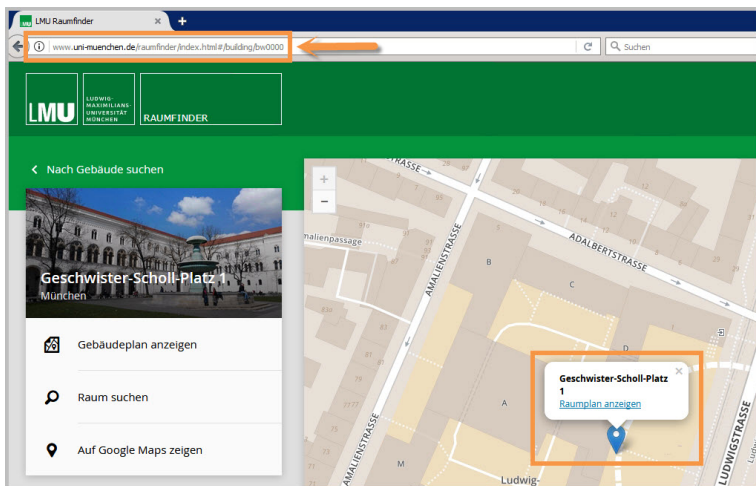 LMU Raumfinder
www.uni-muenchen.de/raumfinder/index.html#/building/bw0000
Suchen
LMU
LUDWIG-
MAXIMILIANS-
UNIVERSITÄT
MÜNCHEN
RAUMFINDER
Nach Gebäude suchen
Geschwister-Scholl-Platz 1
München
Gebäudeplan anzeigen
Raum suchen
Auf Google Maps zeigen
+
−
ADALBERTSTRASSE
AMALIENSTRASSE
B
C
D
A
M
Geschwister-Scholl-Platz
1
Raumplan anzeigen
AMALIENSTRASSE
LUDWIGSTRASSE
Ludwig-